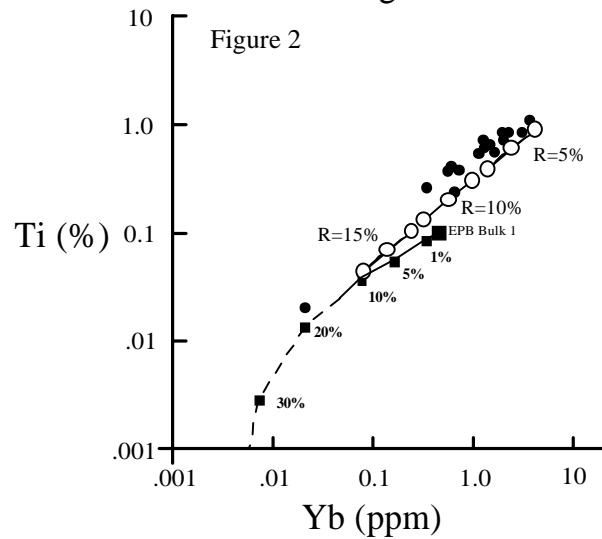 Figure 2
10
1.0
0.1
.01
.001
Ti (%)
R=5%
R=10%
R=15%
EPB Bulk 1
1%
5%
10%
20%
30%
.001
.01
0.1
1.0
10
Yb (ppm)